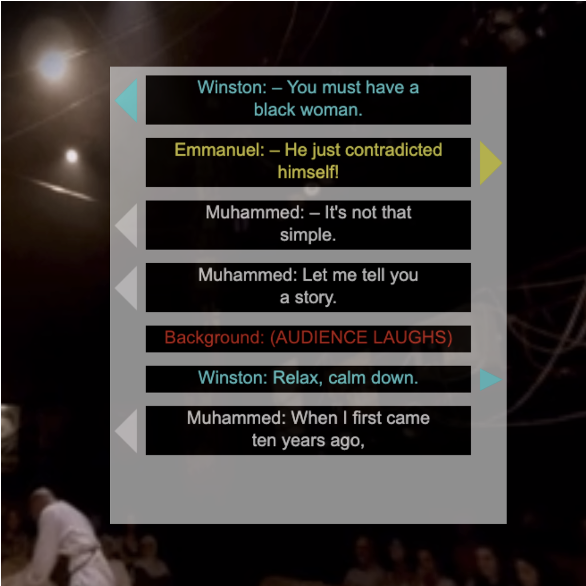 Winston: – You must have a
black woman.
Emmanuel: – He just contradicted
himself!
Muhammed: – It's not that
simple.
Muhammed: Let me tell you
a story.
Background: (AUDIENCE LAUGHS)
Winston: Relax, calm down.
Muhammed: When I first came
ten years ago,